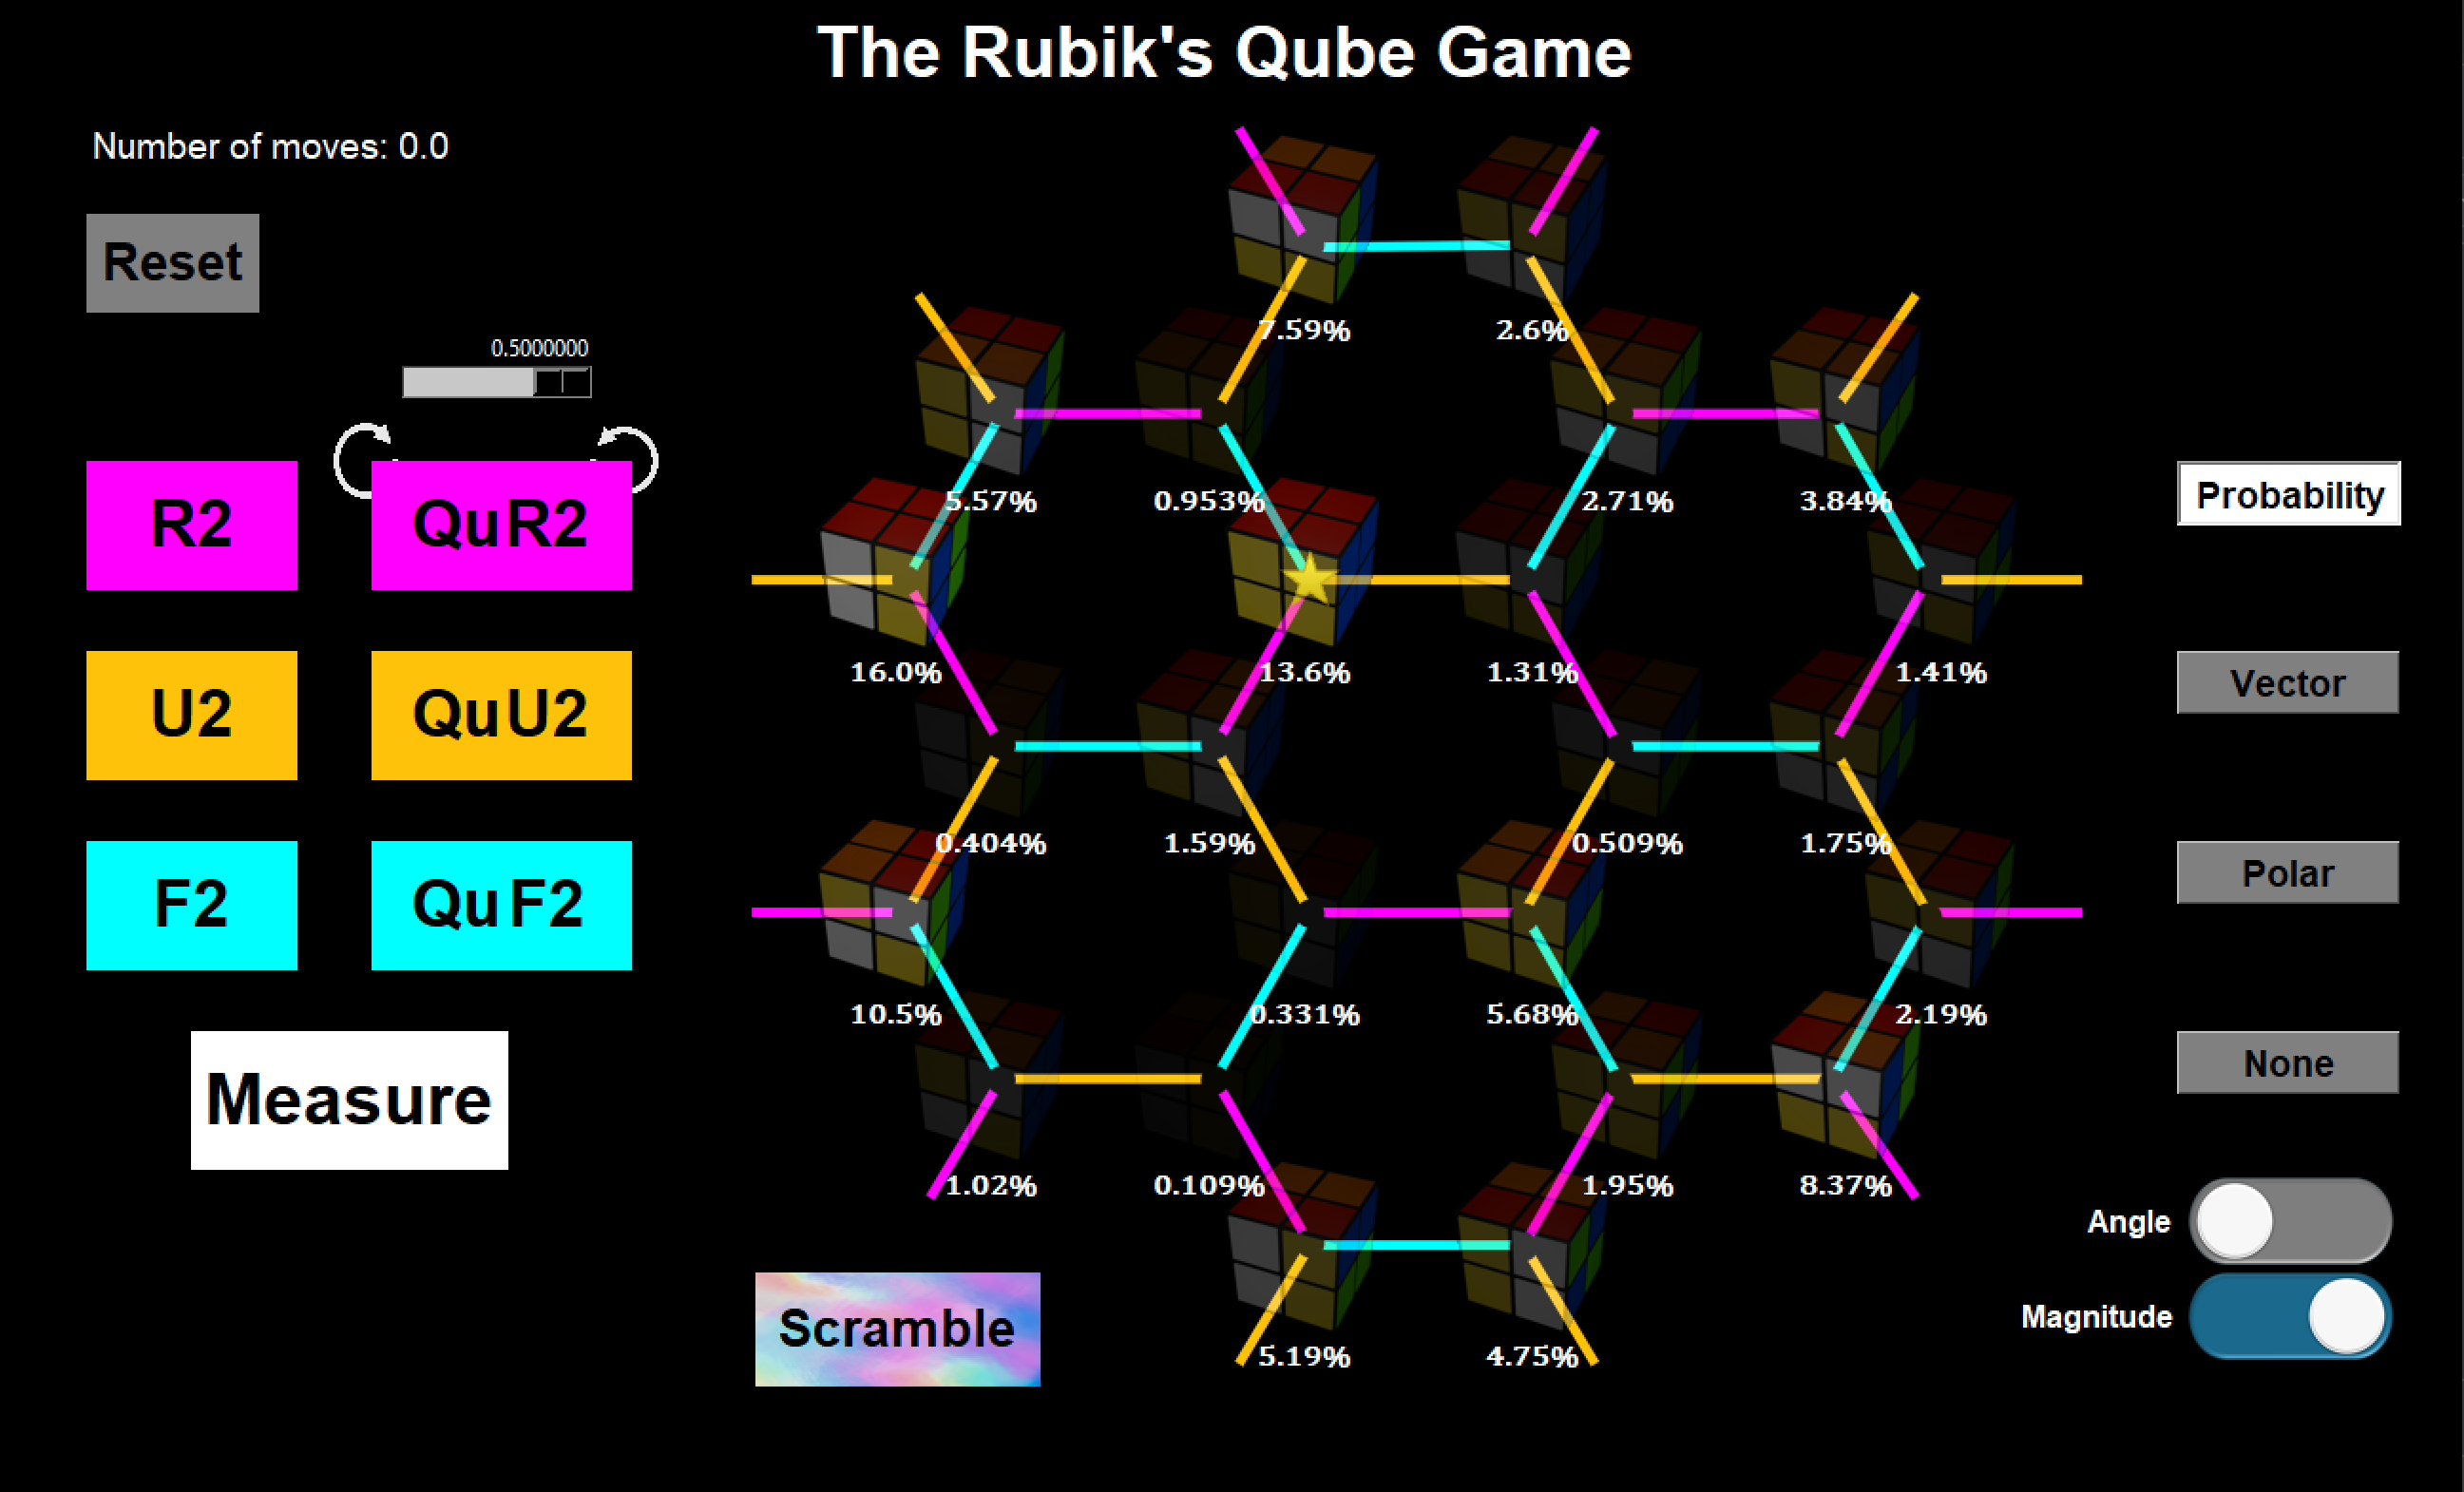 The Rubik's Qube Game
Number of moves: 0.0
Reset
0.5000000
R2
QuR2
U2
QuU2
F2
QuF2
Measure
Scramble
7.59%
2.6%
5.57%
0.953%
2.71%
3.84%
16.0%
13.6%
1.31%
1.41%
0.404%
1.59%
0.509%
1.75%
10.5%
0.331%
5.68%
2.19%
1.02%
0.109%
1.95%
8.37%
5.19%
4.75%
Probability
Vector
Polar
None
Angle
Magnitude